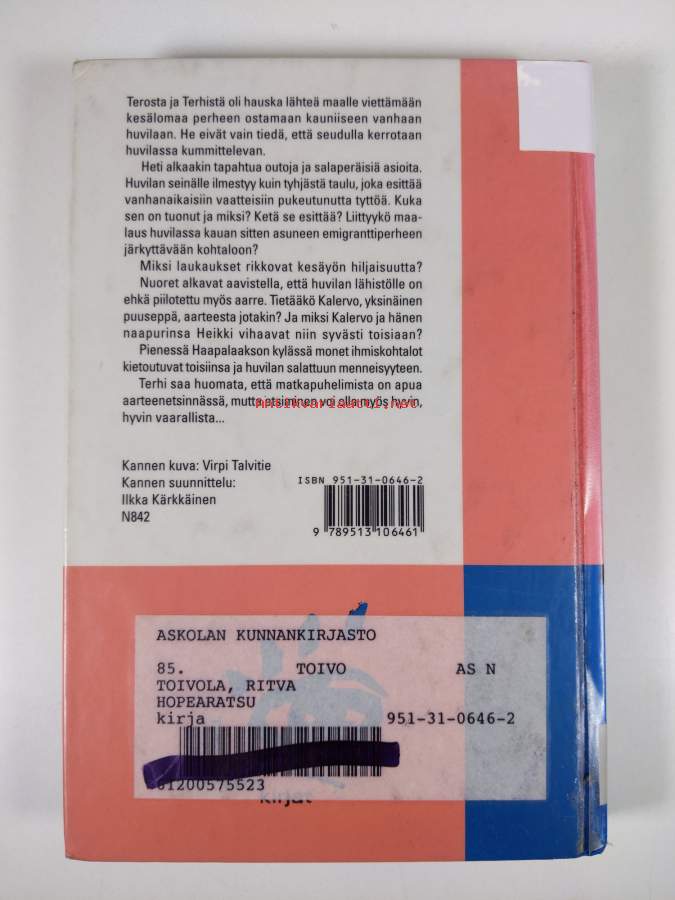 Terosta ja Terhistä oli hauska lähteä maalle viettämään
kesälomaa perheen ostamaan kauniiseen vanhaan
huvilaan. He eivät vain tiedä, että seudulla kerrotaan
huvilassa kummittelevan.
Heti alkaakin tapahtua outoja ja salaperäisiä asioita.
Huvilan seinälle ilmestyy kuin tyhjästä taulu, joka esittää
vanhanaikaisiin vaatteisiin pukeutunutta tyttöä. Kuka
sen on tuonut ja miksi? Ketä se esittää? Liittyykö maa-
laus huvilassa kauan sitten asuneen emigranttiperheen
järkyttävään kohtaloon?
Miksi laukaukset rikkovat kesäyön hiljaisuutta?
Nuoret alkavat aavistella, että huvilan lähistölle on
ehkä piilotettu myös aarre. Tietääkö Kalervo, yksinäinen
puuseppä, aarteesta jotakin? Ja miksi Kalervo ja hänen
naapurinsa Heikki vihaavat niin syvästi toisiaan?
Pienessä Haapalaakson kylässä monet ihmiskohtalot
kietoutuvat toisiinsa ja huvilan salattuun menneisyyteen.
Terhi saa huomata, että matkapuhelimista on apua
aarteenetsinnässä, mutta etsiminen voi olla myös hyvin,
hyvin vaarallista...
Antikvariaatti.net
Kannen kuva: Virpi Talvitie
Kannen suunnittelu:
Ilkka Kärkkäinen
N842
ISBN 951-31-0646-2
9 789513 106461
ASKOLAN KUNNANKIRJASTO
85. TOIVO AS N
TOIVOLA, RITVA
HOPEARATSU
kirja 951-31-0646-2
01200575523
kirjat